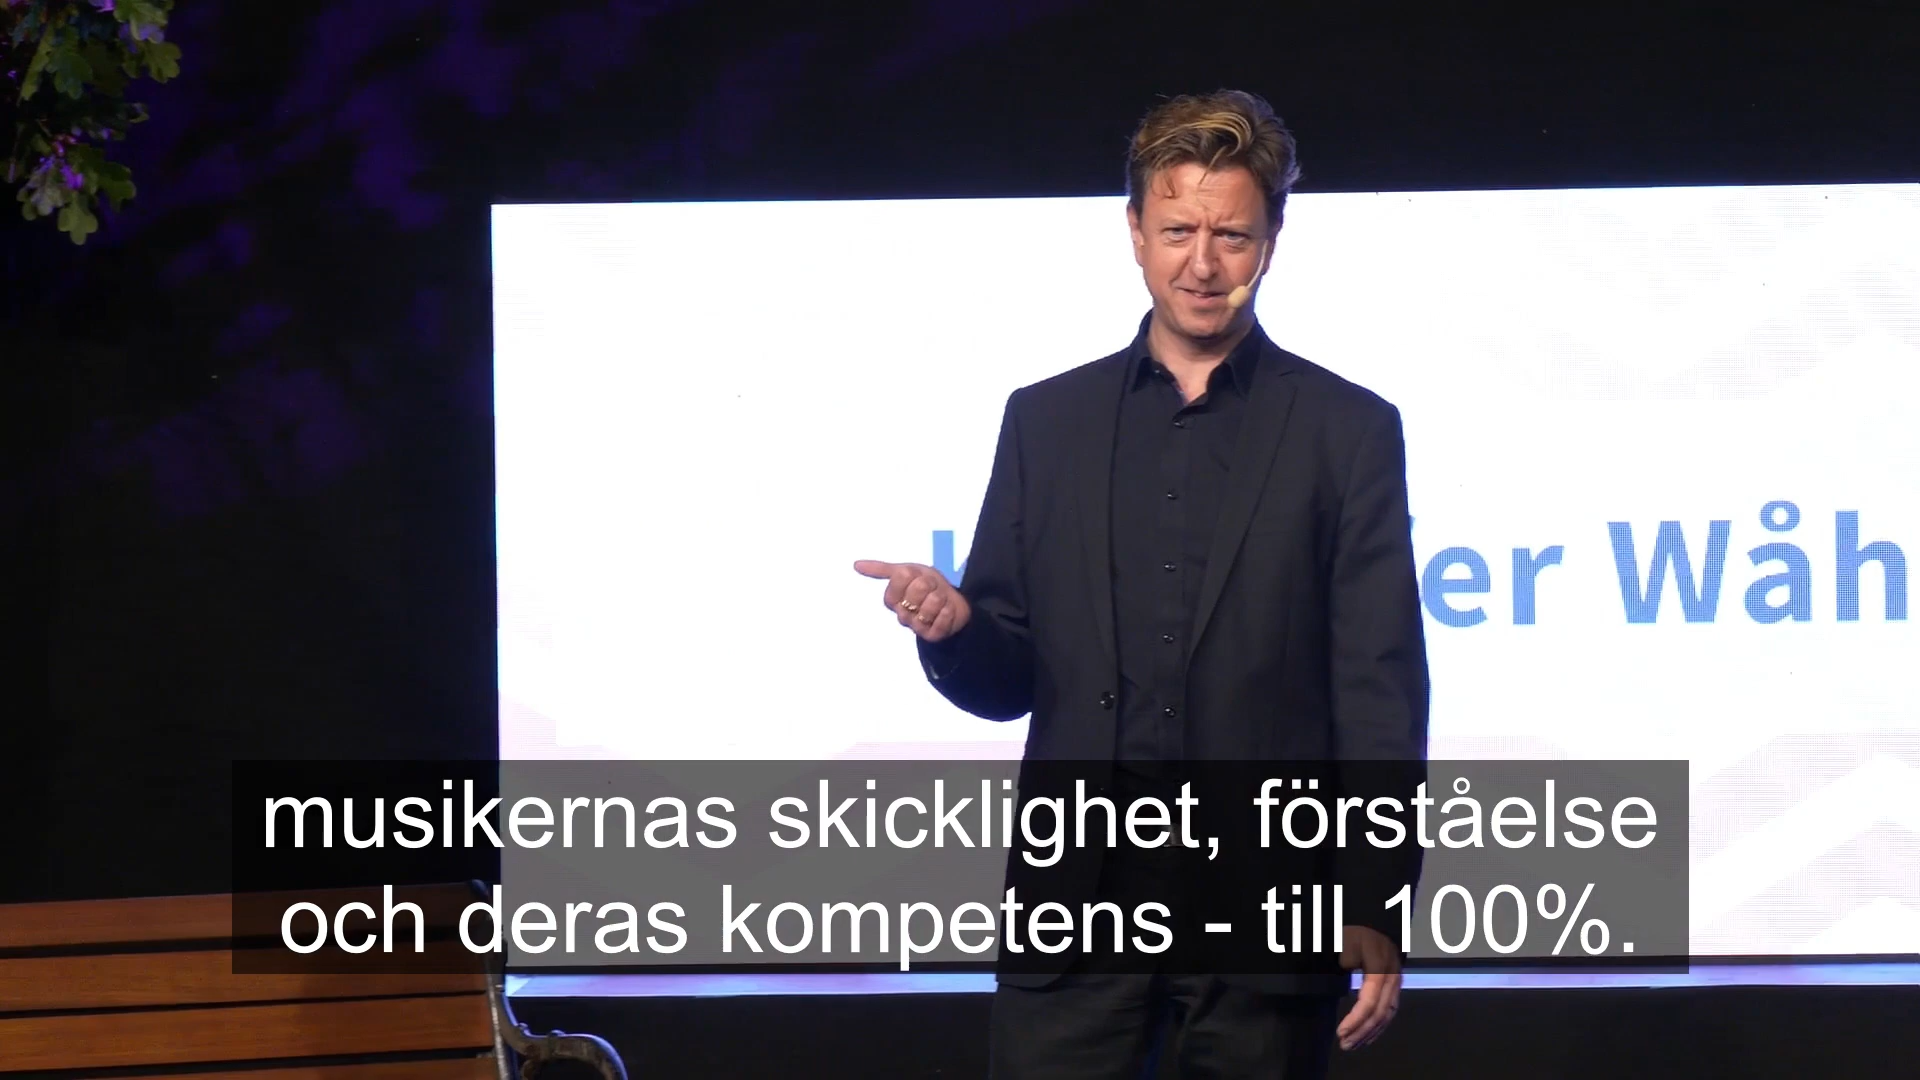 er Wåh
musikernas skicklighet, förståelse
och deras kompetens - till 100%.